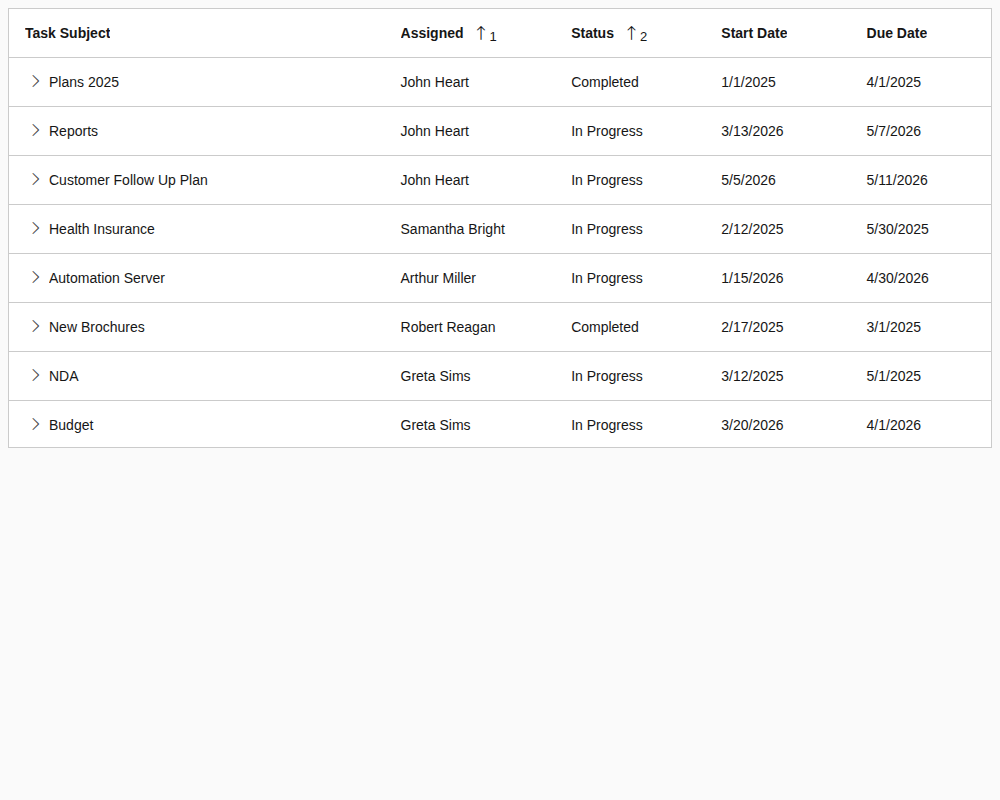 Task Subject Assigned ↑ 1 Status ↑ 2 Start Date Due Date
Plans 2025 John Heart Completed 1/1/2025 4/1/2025
Reports John Heart In Progress 3/13/2026 5/7/2026
Customer Follow Up Plan John Heart In Progress 5/5/2026 5/11/2026
Health Insurance Samantha Bright In Progress 2/12/2025 5/30/2025
Automation Server Arthur Miller In Progress 1/15/2026 4/30/2026
New Brochures Robert Reagan Completed 2/17/2025 3/1/2025
NDA Greta Sims In Progress 3/12/2025 5/1/2025
Budget Greta Sims In Progress 3/20/2026 4/1/2026